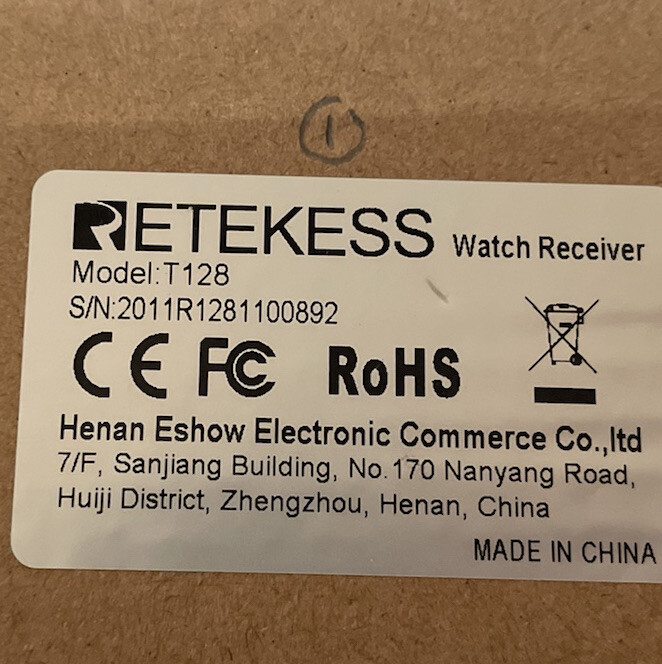 1
RETEKESS Watch Receiver
Model:T128
S/N:2011R1281100892
CE FC RoHS
Henan Eshow Electronic Commerce Co.,ltd
7/F, Sanjiang Building, No.170 Nanyang Road,
Huiji District, Zhengzhou, Henan, China
MADE IN CHINA